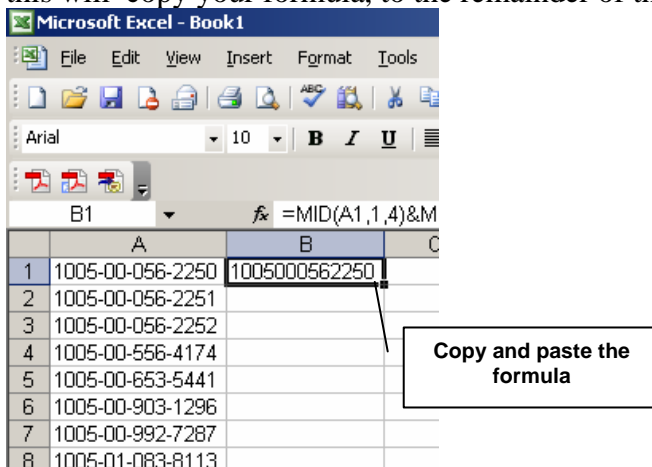 this will copy your formula, to the remainder of th
Microsoft Excel - Book1
File Edit View Insert Format Tools
ABC
Arial 10 B I U
B1 fx =MID(A1,1,4)&M
A B C
1 1005-00-056-2250 1005000562250
2 1005-00-056-2251
3 1005-00-056-2252
4 1005-00-556-4174
5 1005-00-653-5441
6 1005-00-903-1296
7 1005-00-992-7287
8 1005-01-083-8113
Copy and paste the
formula